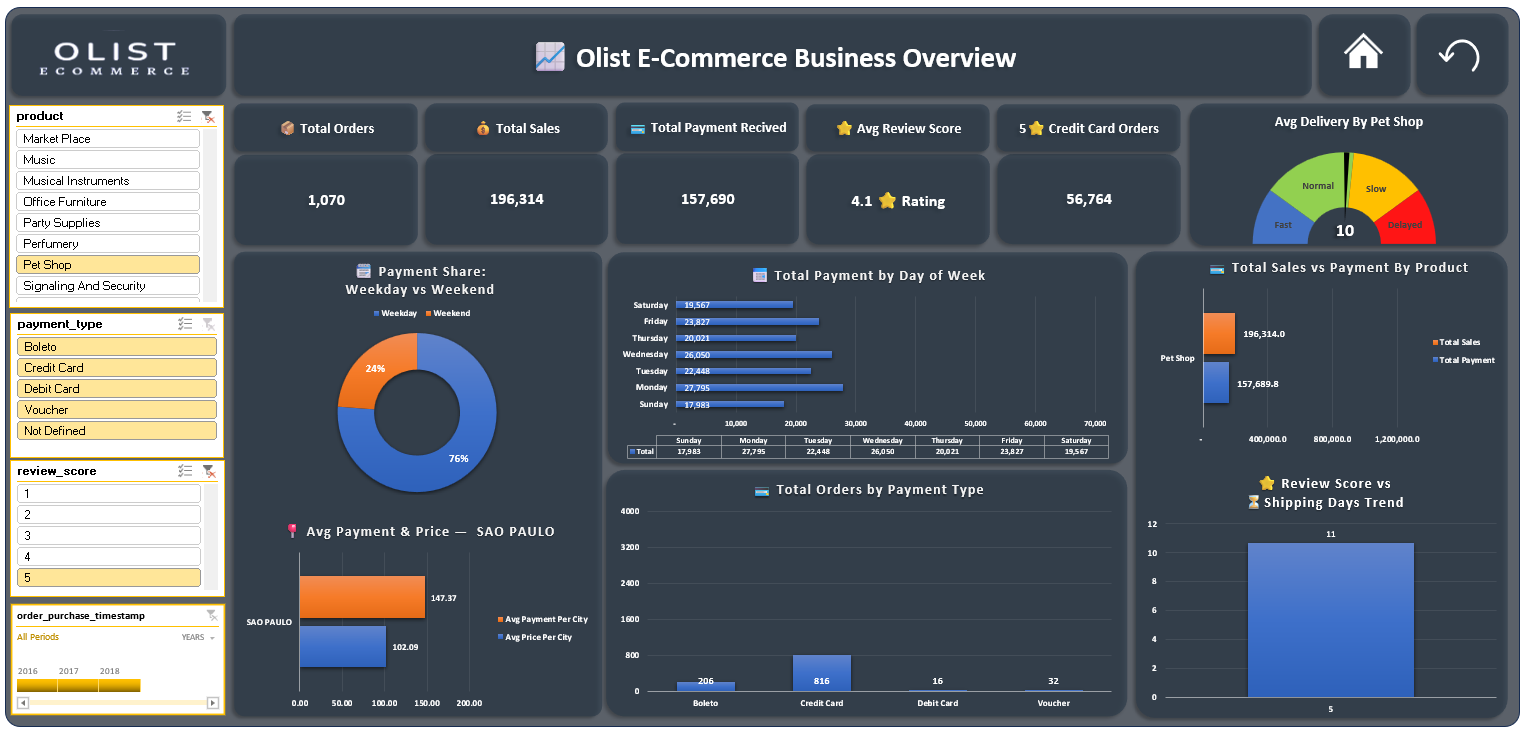 OLIST
ECOMMERCE
Olist E-Commerce Business Overview
product
Market Place
Music
Musical Instruments
Office Furniture
Party Supplies
Perfumery
Pet Shop
Signaling And Security
payment_type
Boleto
Credit Card
Debit Card
Voucher
Not Defined
review_score
1
2
3
4
5
order_purchase_timestamp
All Periods
YEARS
2016 2017 2018
Total Orders
1,070
Total Sales
196,314
Total Payment Recived
157,690
Avg Review Score
4.1 ⭐ Rating
5 ⭐ Credit Card Orders
56,764
Avg Delivery By Pet Shop
Fast
Normal
Slow
Delayed
10
Payment Share:
Weekday vs Weekend
Weekday Weekend
24%
76%
Avg Payment & Price — SAO PAULO
SAO PAULO
147.37
102.09
Avg Payment Per City
Avg Price Per City
0.00 50.00 100.00 150.00 200.00
Total Payment by Day of Week
Saturday 19,567
Friday 23,827
Thursday 20,021
Wednesday 26,050
Tuesday 22,448
Monday 27,795
Sunday 17,983
- 10,000 20,000 30,000 40,000 50,000 60,000 70,000
Sunday Monday Tuesday Wednesday Thursday Friday Saturday
Total 17,983 27,795 22,448 26,050 20,021 23,827 19,567
Total Orders by Payment Type
4000
3200
2400
1600
800
0
206 816 16 32
Boleto Credit Card Debit Card Voucher
Total Sales vs Payment By Product
Pet Shop
196,314.0
157,689.8
Total Sales
Total Payment
- 400,000.0 800,000.0 1,200,000.0
Review Score vs
Shipping Days Trend
12
10
8
6
4
2
0
11
5